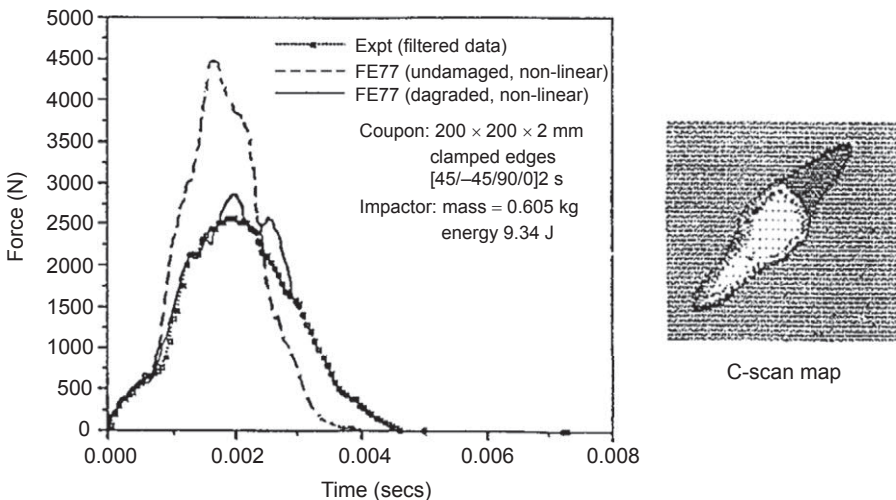 5000
4500
4000
3500
3000
2500
2000
1500
1000
500
0
Force (N)
Expt (filtered data)
FE77 (undamaged, non-linear)
FE77 (dagraded, non-linear)
Coupon: 200 × 200 × 2 mm
clamped edges
[45/–45/90/0]2 s
Impactor: mass = 0.605 kg
energy 9.34 J
0.000
0.002
0.004
0.006
0.008
Time (secs)
C-scan map